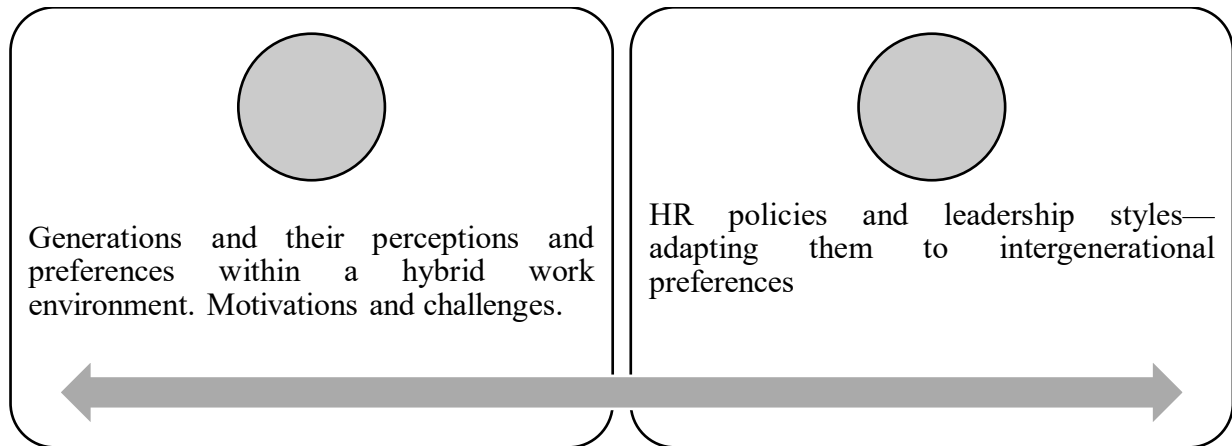 Generations and their perceptions and
preferences within a hybrid work
environment. Motivations and challenges.
HR policies and leadership styles—
adapting them to intergenerational
preferences